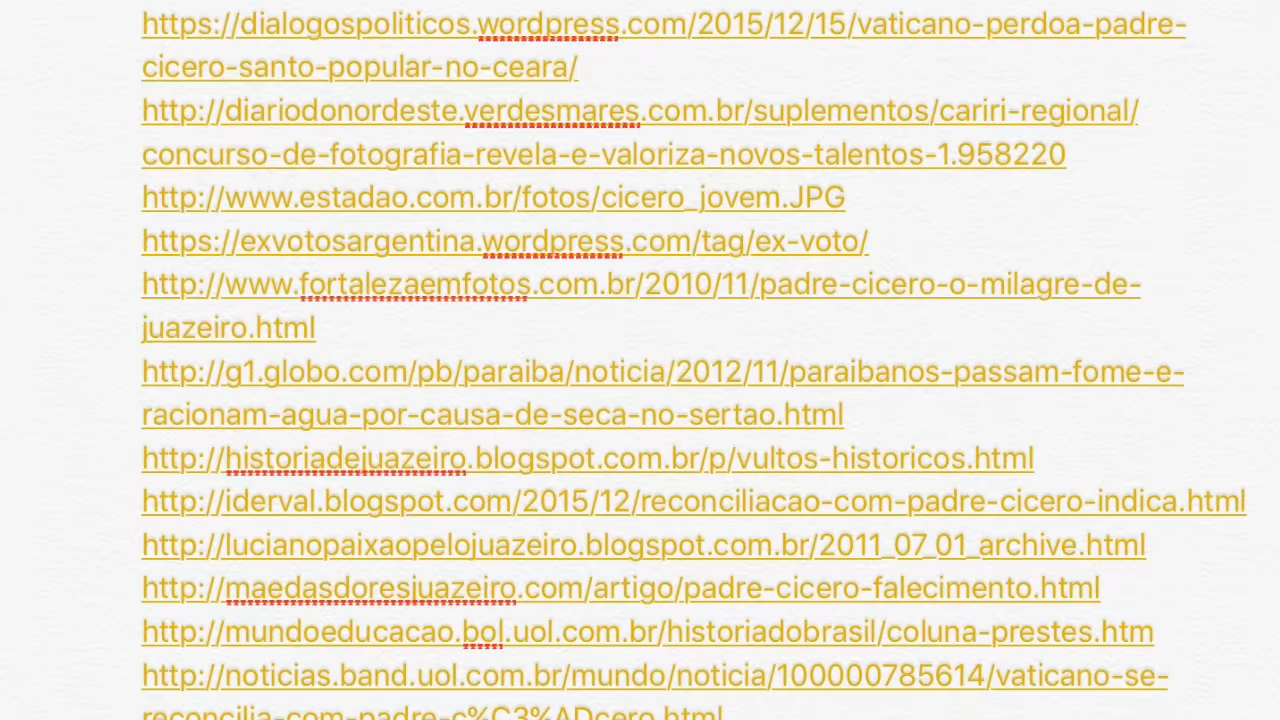 https://dialogospoliticos.wordpress.com/2015/12/15/vaticano-perdoa-padre-
cicero-santo-popular-no-ceara/
http://diariodonordeste.verdesmares.com.br/suplementos/cariri-regional/
concurso-de-fotografia-revela-e-valoriza-novos-talentos-1.958220
http://www.estadao.com.br/fotos/cicero_jovem.JPG
https://exvotosargentina.wordpress.com/tag/ex-voto/
http://www.fortalezaemfotos.com.br/2010/11/padre-cicero-o-milagre-de-
juazeiro.html
http://g1.globo.com/pb/paraiba/noticia/2012/11/paraibanos-passam-fome-e-
racionam-agua-por-causa-de-seca-no-sertao.html
http://historiadejuazeiro.blogspot.com.br/p/vultos-historicos.html
http://iderval.blogspot.com/2015/12/reconciliacao-com-padre-cicero-indica.html
http://lucianopaixaopelojuazeiro.blogspot.com.br/2011_07_01_archive.html
http://maedasdoresjuazeiro.com/artigo/padre-cicero-falecimento.html
http://mundoeducacao.bol.uol.com.br/historiadobrasil/coluna-prestes.htm
http://noticias.band.uol.com.br/mundo/noticia/100000785614/vaticano-se-
reconcilia-com-padre-c%C3%ADcero.html